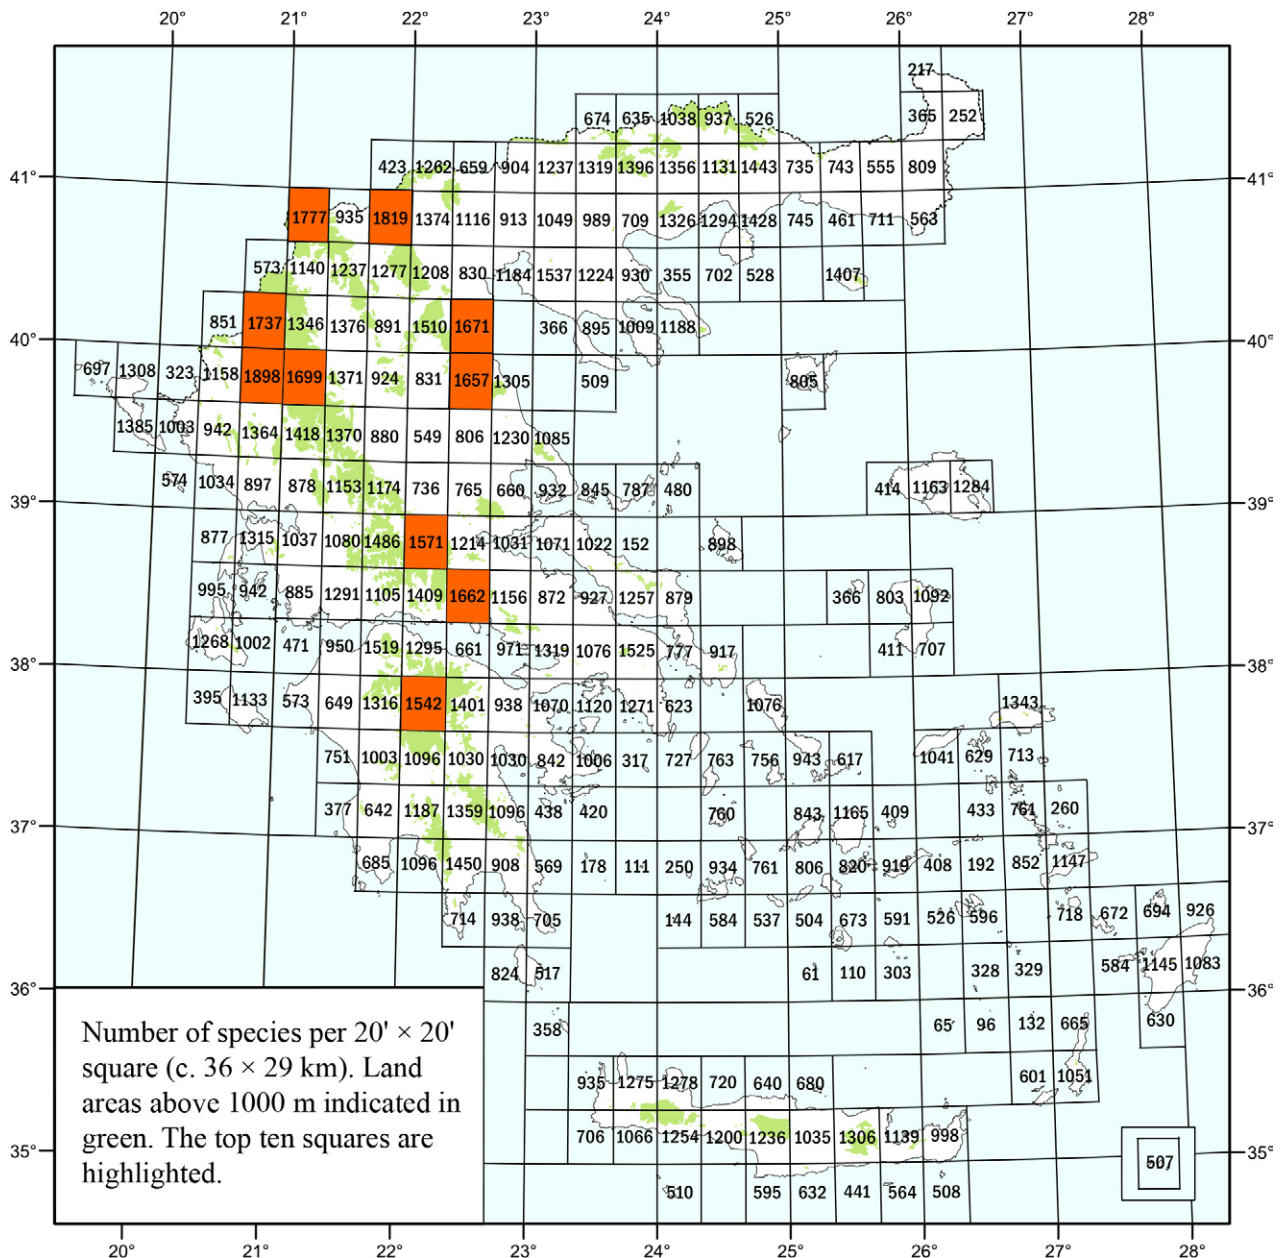 20° 21° 22° 23° 24° 25° 26° 27° 28°
217
674 635 1038 937 526 365 252
423 1262 659 904 1237 1319 1396 1356 1131 1443 735 743 555 809
41° 41°
1777 935 1819 1374 1116 913 1049 989 709 1326 1294 1428 745 461 711 563
573 1140 1237 1277 1208 830 1184 1537 1224 930 355 702 528 1407
851 1737 1346 1376 891 1510 1671 366 895 1009 1188
40° 40°
697 1308 323 1158 1898 1699 1371 924 831 1657 1305 509 805
1385 1003 942 1364 1418 1370 880 549 806 1230 1085
574 1034 897 878 1153 1174 736 765 660 932 845 787 480 414 1163 1284
39° 39°
877 1315 1037 1080 1486 1571 1214 1031 1071 1022 152 898
995 942 885 1291 1105 1409 1662 1156 872 927 1257 879 366 803 1092
1268 1002 471 950 1519 1295 661 971 1319 1076 1525 777 917 411 707
38° 38°
395 1133 573 649 1316 1542 1401 938 1070 1120 1271 623 1076 1343
751 1003 1096 1030 1030 842 1006 317 727 763 756 943 617 1041 629 713
377 642 1187 1359 1096 438 420 760 843 1165 409 433 761 260
37° 37°
685 1096 1450 908 569 178 111 250 934 761 806 820 919 408 192 852 1147
714 938 705 144 584 537 504 673 591 526 596 718 672 694 926
824 517 61 110 303 328 329 584 1145 1083
36° 36°
358 65 96 132 665 630
935 1275 1278 720 640 680 601 1051
706 1066 1254 1200 1236 1035 1306 1139 998
35° 35°
507
510 595 632 441 564 508
Number of species per 20' × 20'
square (c. 36 × 29 km). Land
areas above 1000 m indicated in
green. The top ten squares are
highlighted.
20° 21° 22° 23° 24° 25° 26° 27° 28°